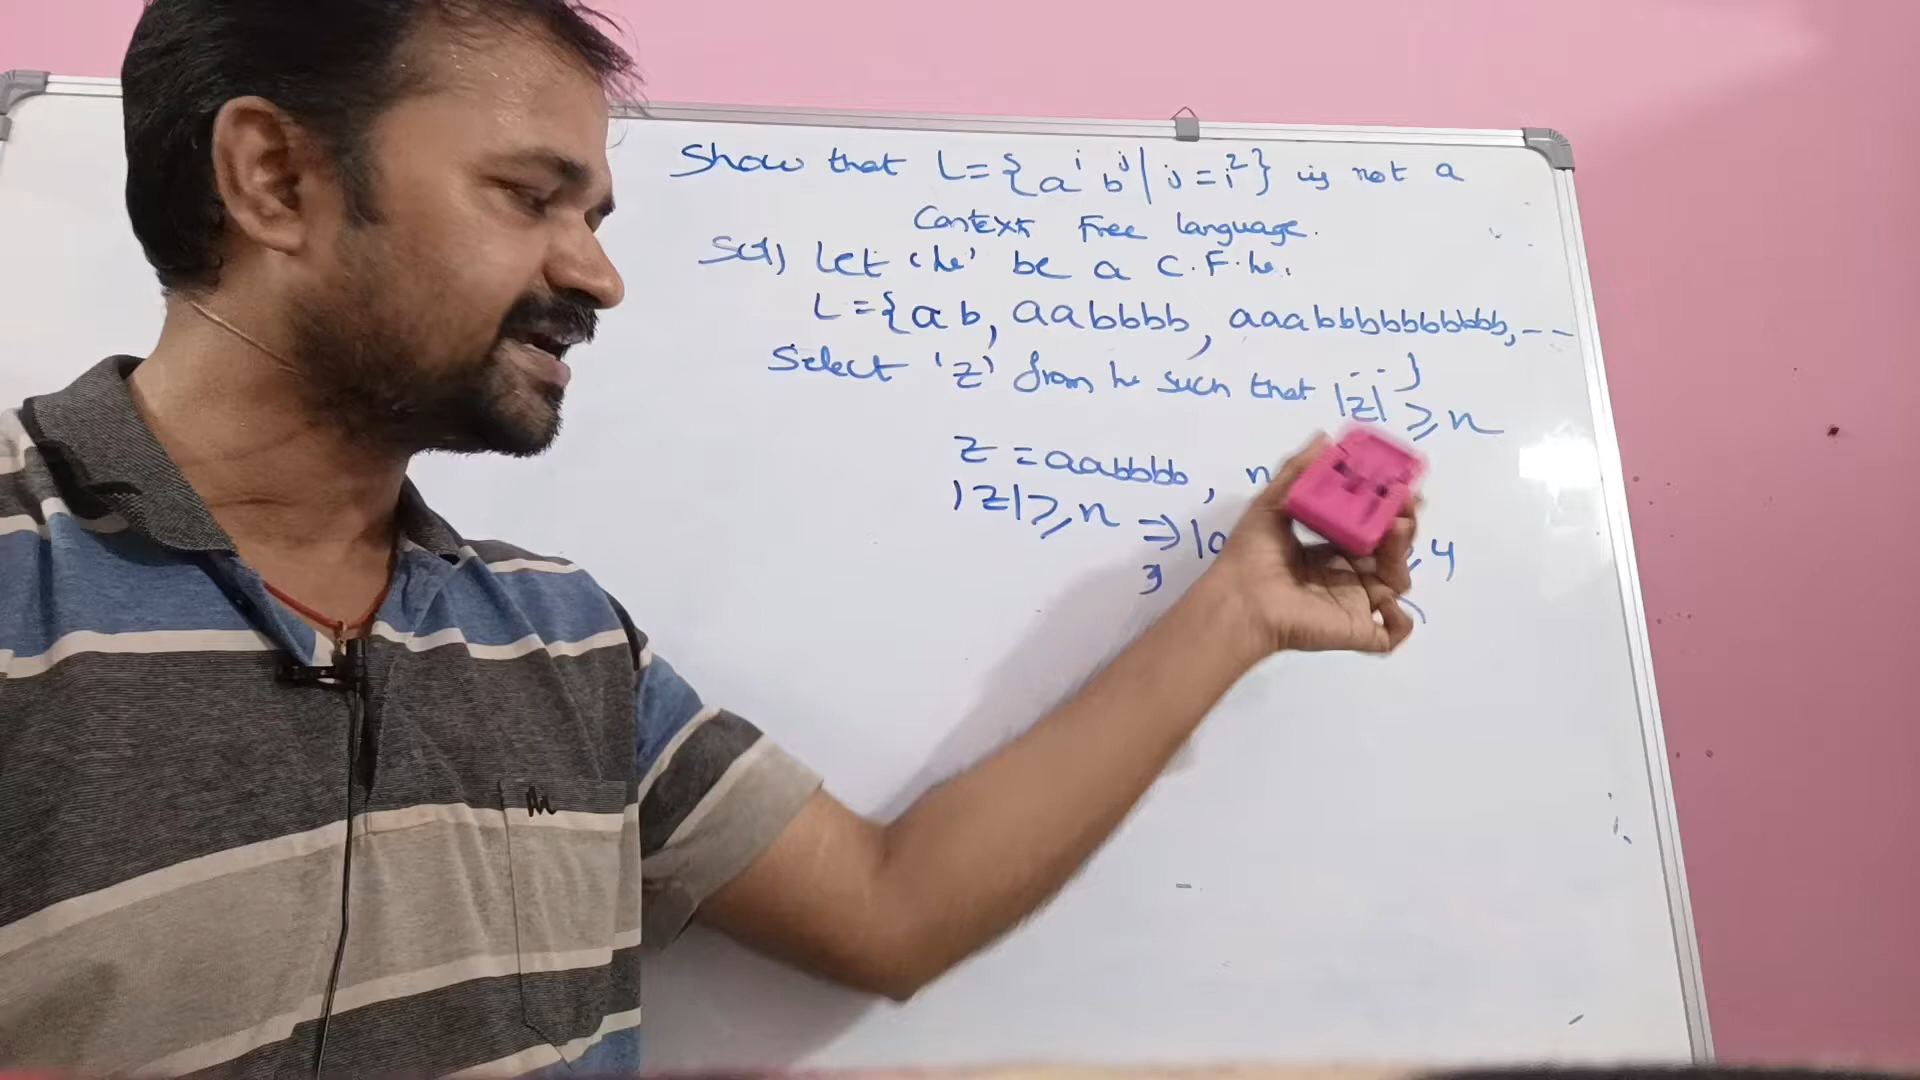 Show that L={a^i b^j | j=i^2} is not a
Context Free language.
Sol) Let 'L' be a C.F.L.
L={ab, aabbbb, aaabbbbbbbbb, - -
- - }
Select 'z' from L such that |z| ≥ n
z = aabbbb, n
|z| ≥ n ⇒ |a ≥ 4
3